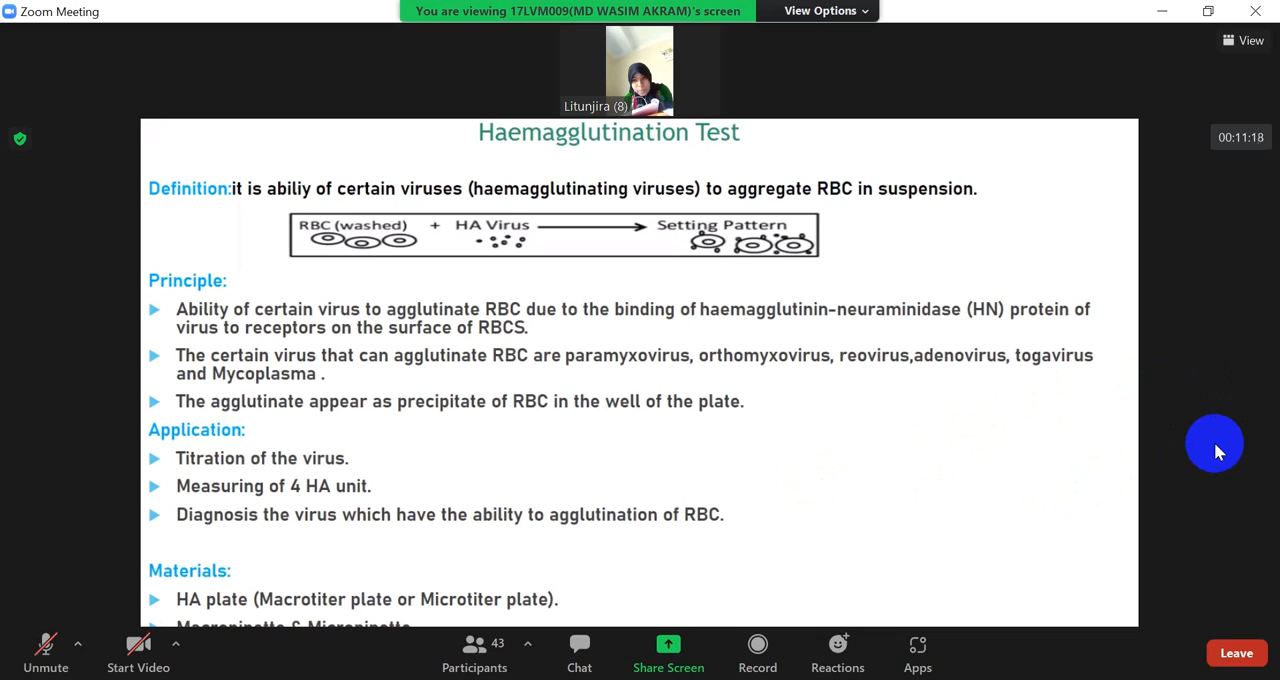 Zoom Meeting
You are viewing 17LVM009(MD WASIM AKRAM)'s screen
View Options
View
Litunjira (8)
00:11:18
Haemagglutination Test
Definition:it is abiliy of certain viruses (haemagglutinating viruses) to aggregate RBC in suspension.
RBC (washed) + HA Virus Setting Pattern
Principle:
Ability of certain virus to agglutinate RBC due to the binding of haemagglutinin-neuraminidase (HN) protein of
virus to receptors on the surface of RBCS.
The certain virus that can agglutinate RBC are paramyxovirus, orthomyxovirus, reovirus,adenovirus, togavirus
and Mycoplasma .
The agglutinate appear as precipitate of RBC in the well of the plate.
Application:
Titration of the virus.
Measuring of 4 HA unit.
Diagnosis the virus which have the ability to agglutination of RBC.
Materials:
HA plate (Macrotiter plate or Microtiter plate).
Unmute
Start Video
43
Participants
Chat
Share Screen
Record
Reactions
Apps
Leave